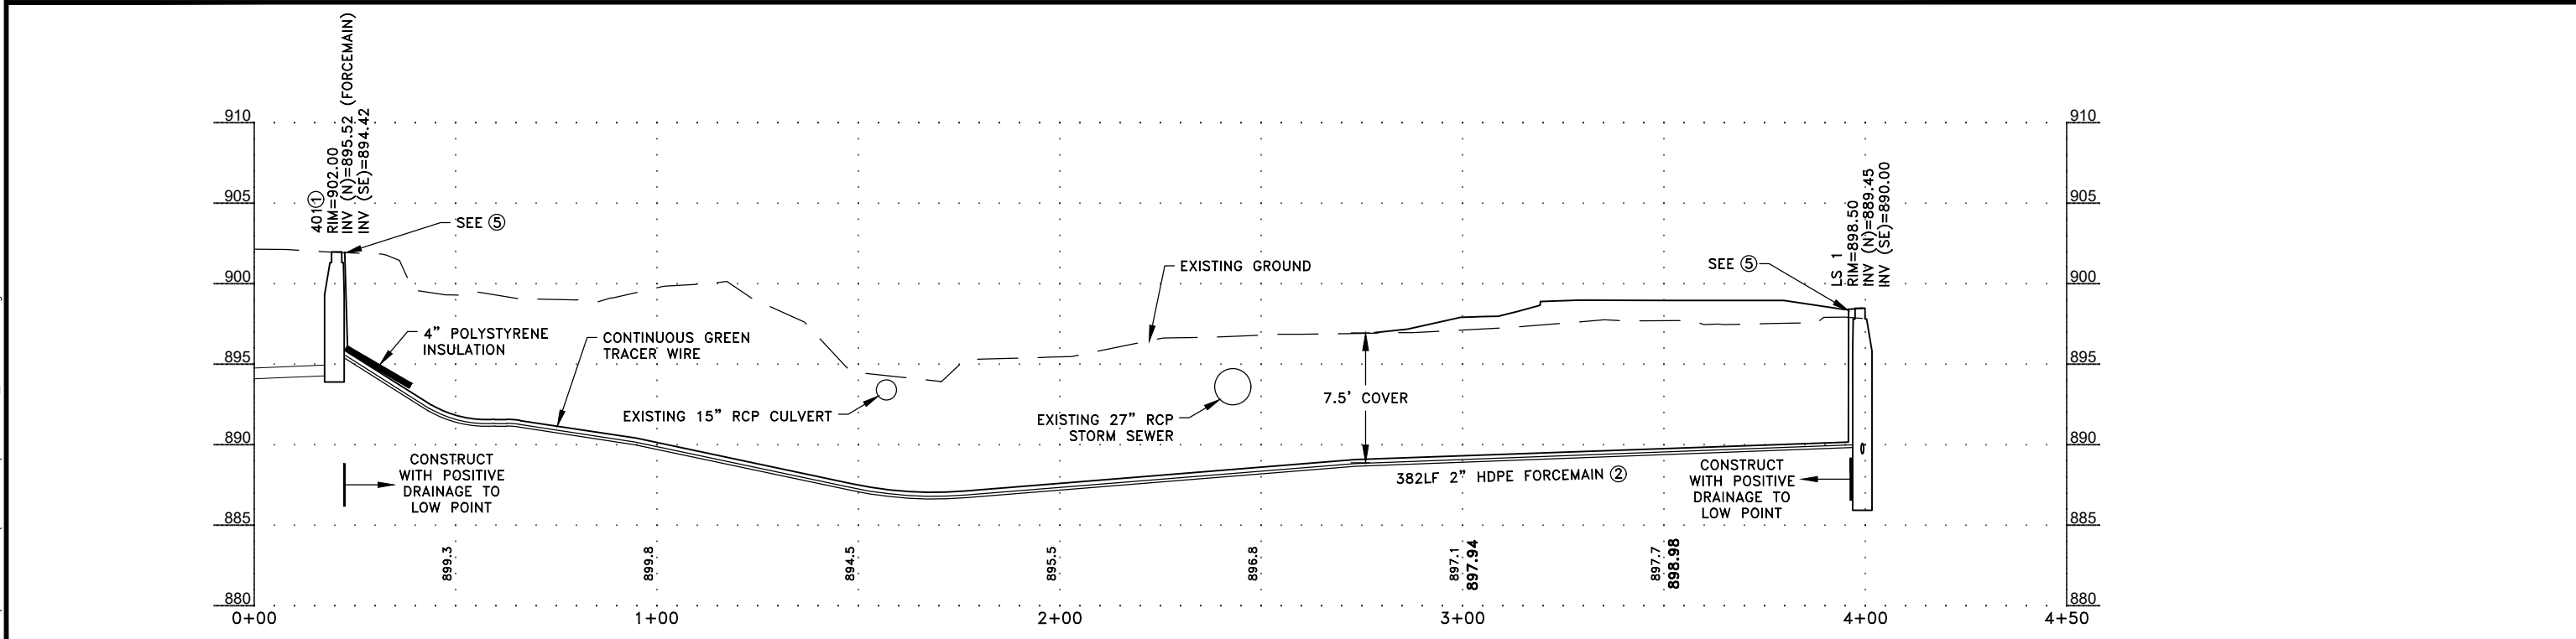 401①
RIM=902.00
INV (N)=895.52 (FORCEMAIN)
INV (SE)=894.42
910
905
900
895
890
885
880
SEE ⑤
4" POLYSTYRENE
INSULATION
CONTINUOUS GREEN
TRACER WIRE
EXISTING 15" RCP CULVERT
EXISTING GROUND
EXISTING 27" RCP
STORM SEWER
7.5' COVER
382LF 2" HDPE FORCEMAIN ②
CONSTRUCT
WITH POSITIVE
DRAINAGE TO
LOW POINT
SEE ⑤
LS 1
RIM=898.50
INV (N)=889.45
INV (SE)=890.00
CONSTRUCT
WITH POSITIVE
DRAINAGE TO
LOW POINT
910
905
900
895
890
885
880
899.3
899.8
894.5
895.5
896.8
897.1
897.94
897.7
898.98
0+00
1+00
2+00
3+00
4+00
4+50